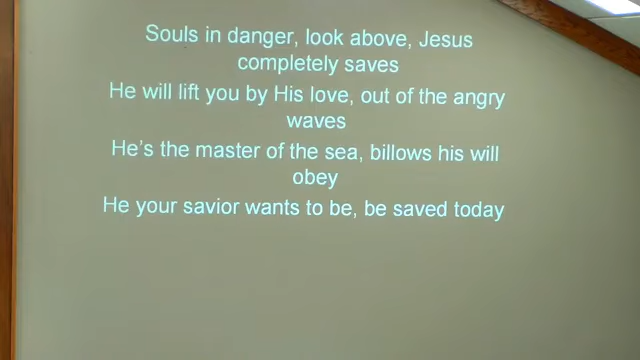 Souls in danger, look above, Jesus
completely saves
He will lift you by His love, out of the angry
waves
He's the master of the sea, billows his will
obey
He your savior wants to be, be saved today